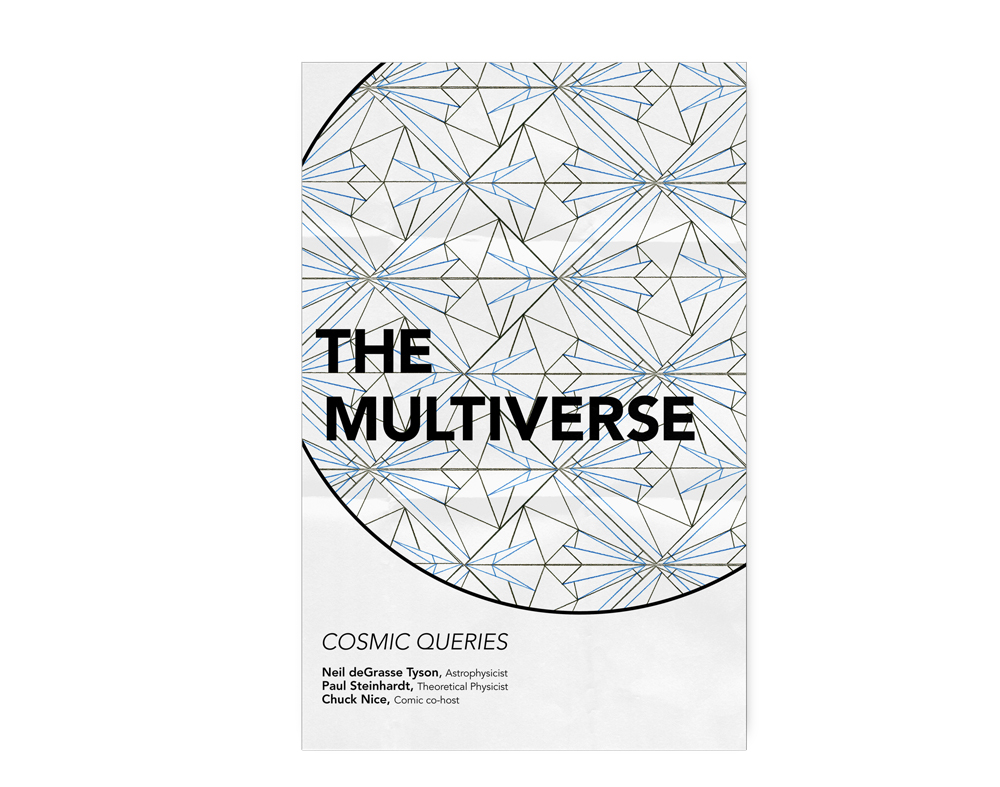 THE
MULTIVERSE
COSMIC QUERIES
Neil deGrasse Tyson, Astrophysicist
Paul Steinhardt, Theoretical Physicist
Chuck Nice, Comic co-host